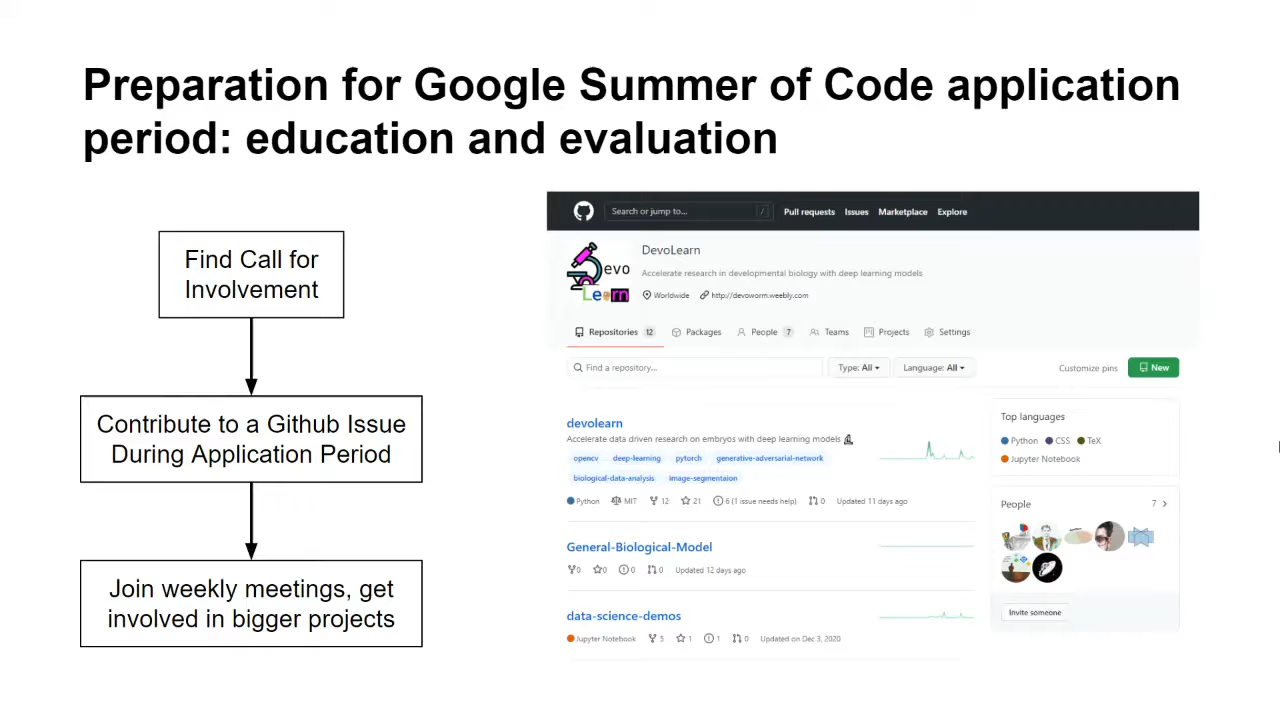 Preparation for Google Summer of Code application
period: education and evaluation
Find Call for
Involvement
Contribute to a Github Issue
During Application Period
Join weekly meetings, get
involved in bigger projects
Search or jump to... /
Pull requests Issues Marketplace Explore
Devo
Learn
DevoLearn
Accelerate research in developmental biology with deep learning models
Worldwide http://devoworm.weebly.com
Repositories 12 Packages People 7 Teams Projects Settings
Find a repository... Type: All Language: All Customize pins New
devolearn
Accelerate data driven research on embryos with deep learning models
opencv deep-learning pytorch generative-adversarial-network
biological-data-analysis image-segmentaion
Python MIT 12 21 6 (1 issue needs help) 0 Updated 11 days ago
General-Biological-Model
0 0 0 0 Updated 12 days ago
data-science-demos
Jupyter Notebook 5 1 1 0 Updated on Dec 3, 2020
Top languages
Python CSS TeX
Jupyter Notebook
People 7
Invite someone